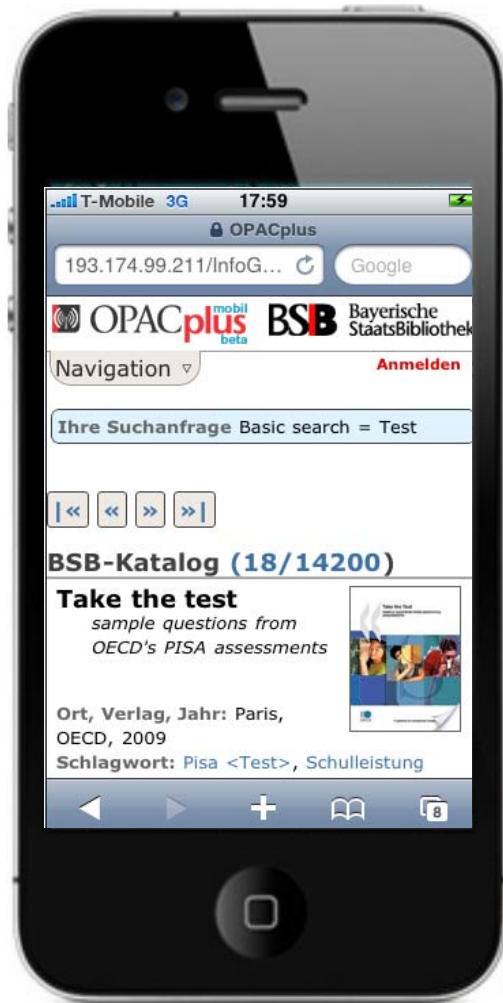 T-Mobile 3G 17:59
OPACplus
193.174.99.211/InfoG... Google
OPACplus mobil beta BSB Bayerische StaatsBibliothek
Navigation ▿ Anmelden
Ihre Suchanfrage Basic search = Test
|« « » »|
BSB-Katalog (18/14200)
Take the test
sample questions from
OECD's PISA assessments
Take the Test
Ort, Verlag, Jahr: Paris,
OECD, 2009
Schlagwort: Pisa <Test>, Schulleistung
8